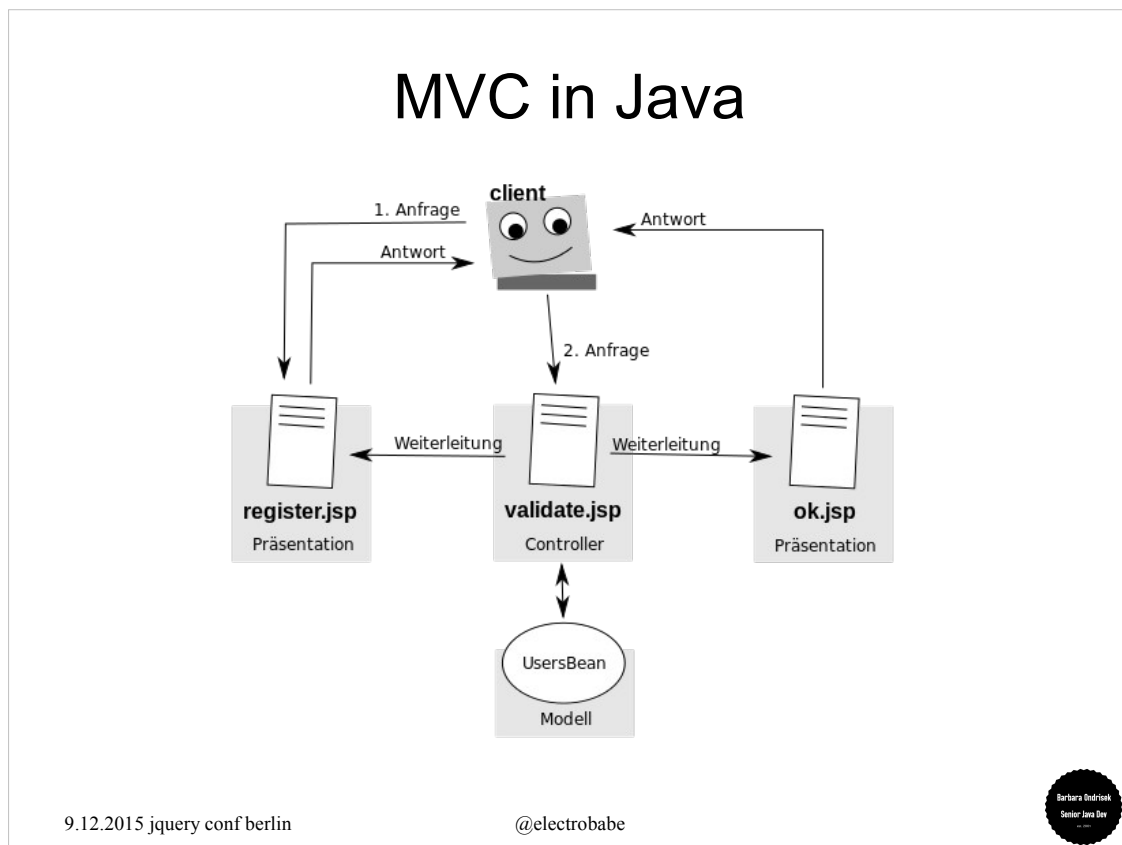 MVC in Java
client
1. Anfrage
Antwort
Antwort
2. Anfrage
Weiterleitung
Weiterleitung
register.jsp
validate.jsp
ok.jsp
Präsentation
Controller
Präsentation
UsersBean
Modell
9.12.2015 jquery conf berlin
@electrobabe
Barbara Ondrisek
Senior Java Dev